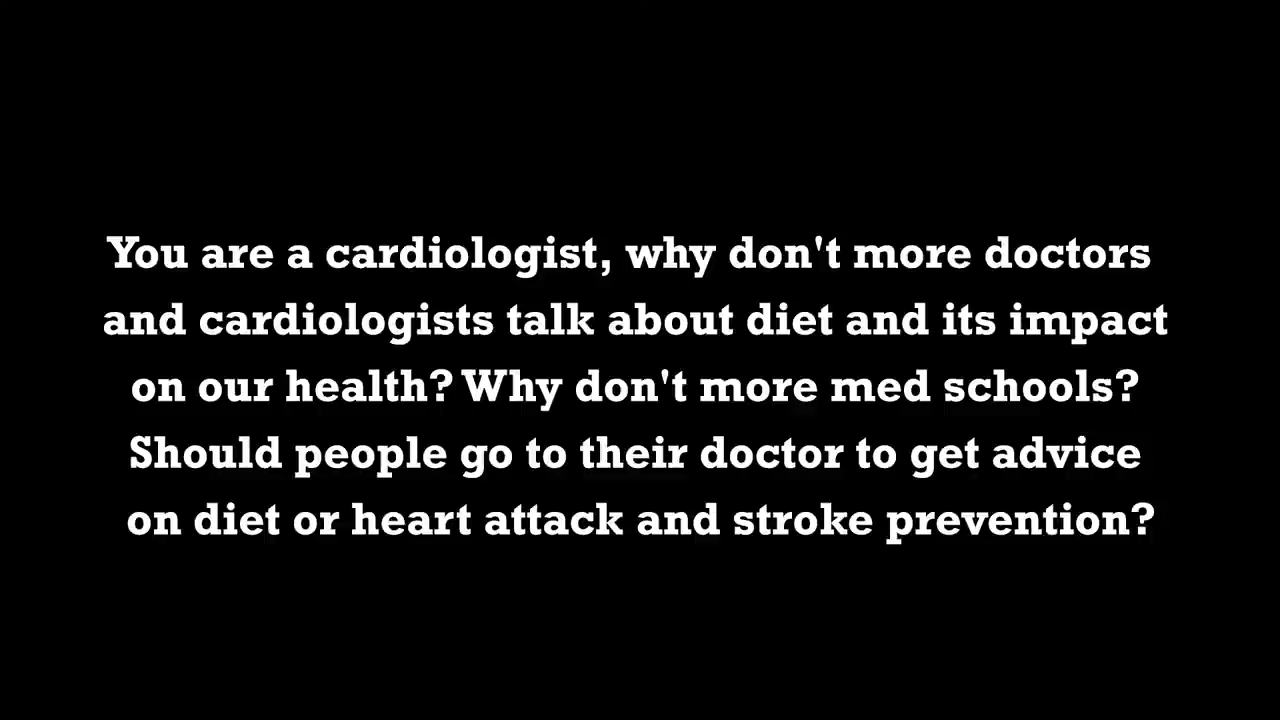 You are a cardiologist, why don't more doctors
and cardiologists talk about diet and its impact
on our health? Why don't more med schools?
Should people go to their doctor to get advice
on diet or heart attack and stroke prevention?